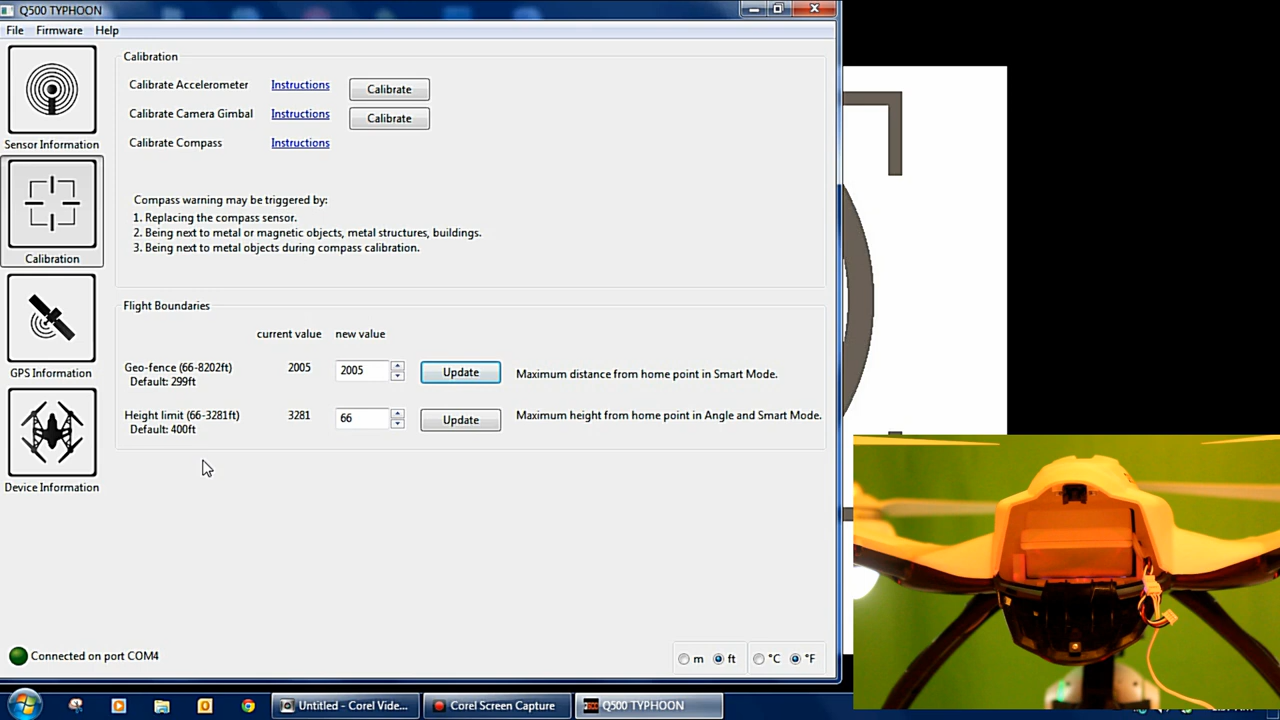 Q500 TYPHOON
File Firmware Help
Sensor Information
Calibration
GPS Information
Device Information
Calibration
Calibrate Accelerometer Instructions Calibrate
Calibrate Camera Gimbal Instructions Calibrate
Calibrate Compass Instructions
Compass warning may be triggered by:
1. Replacing the compass sensor.
2. Being next to metal or magnetic objects, metal structures, buildings.
3. Being next to metal objects during compass calibration.
Flight Boundaries
current value new value
Geo-fence (66-8202ft) 2005 2005 Update Maximum distance from home point in Smart Mode.
Default: 299ft
Height limit (66-3281ft) 3281 66 Update Maximum height from home point in Angle and Smart Mode.
Default: 400ft
Connected on port COM4
m ft °C °F
Untitled - Corel Vide... Corel Screen Capture Q500 TYPHOON